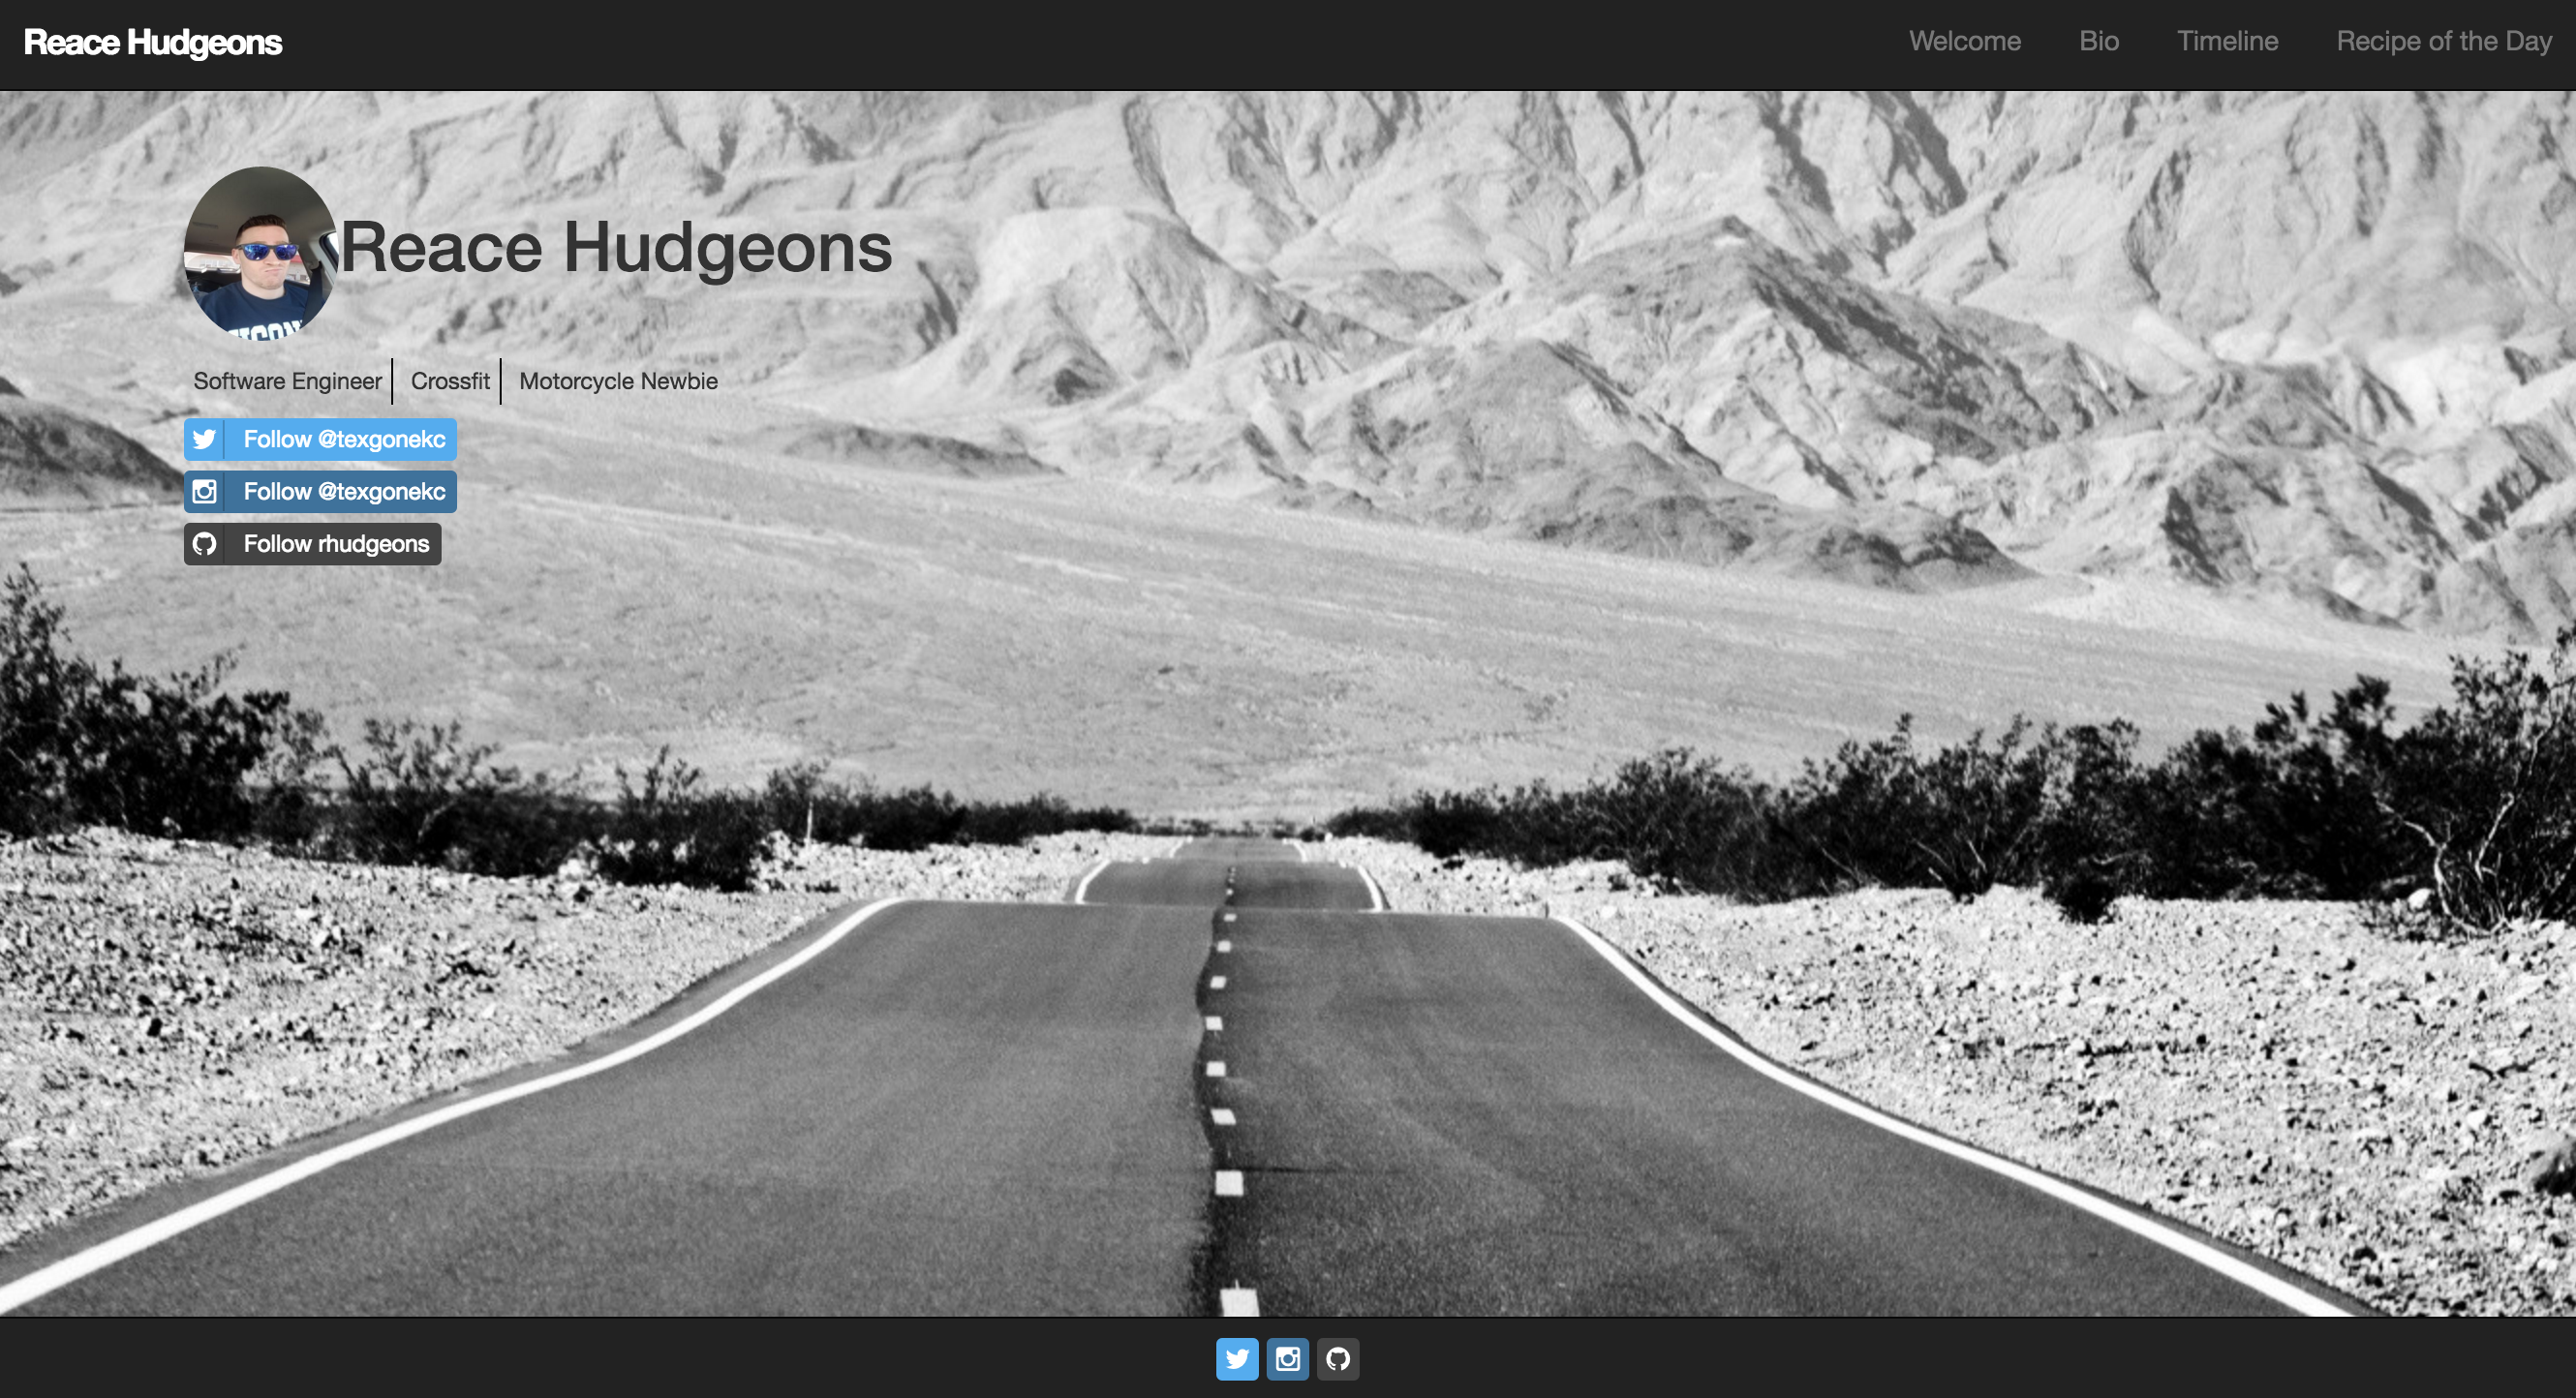 Reace Hudgeons
Welcome Bio Timeline Recipe of the Day
Reace Hudgeons
Software Engineer Crossfit Motorcycle Newbie
Follow @texgonekc
Follow @texgonekc
Follow rhudgeons